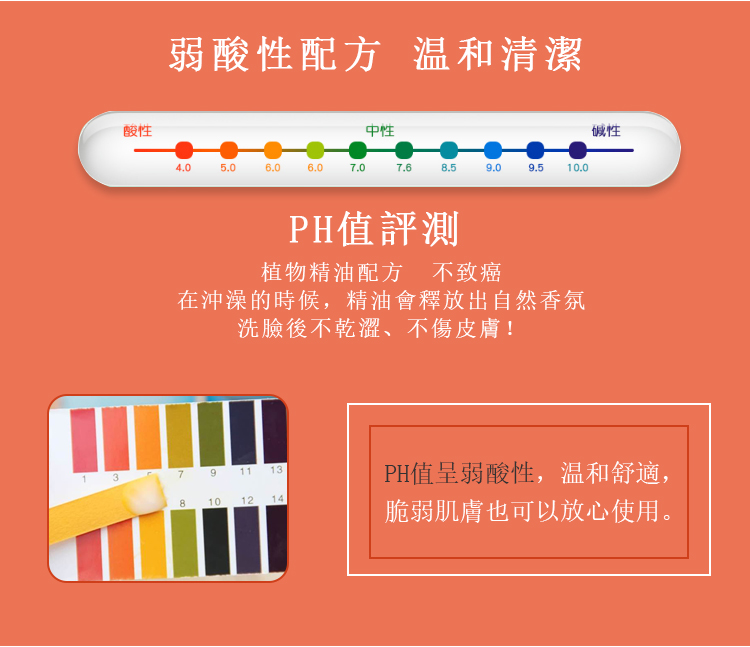 弱酸性配方 温和清潔
酸性 中性 碱性
4.0 5.0 6.0 6.0 7.0 7.6 8.5 9.0 9.5 10.0
PH值評測
植物精油配方 不致癌
在沖澡的時候，精油會釋放出自然香氛
洗臉後不乾澀、不傷皮膚！
1 3 5 7 9 11 13
8 10 12 14
PH值呈弱酸性，温和舒適，
脆弱肌膚也可以放心使用。